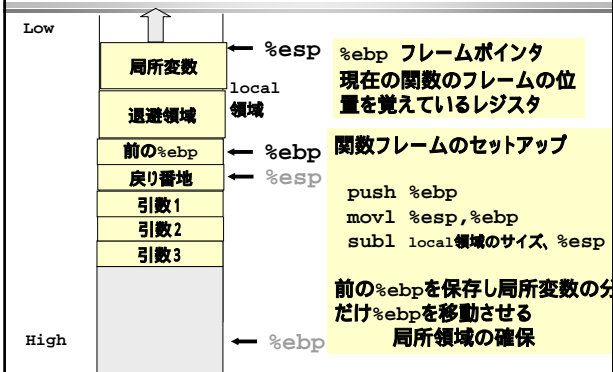 Low
局所変数
退避領域
local
領域
前の%ebp
戻り番地
引数1
引数2
引数3
High
%esp
%ebp
%esp
%ebp
%ebp フレームポインタ
現在の関数のフレームの位
置を覚えているレジスタ
関数フレームのセットアップ
push %ebp
movl %esp,%ebp
subl local領域のサイズ、%esp
前の%ebpを保存し局所変数の分
だけ%ebpを移動させる
局所領域の確保